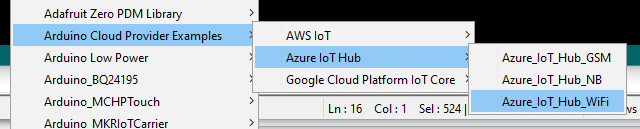 Adafruit Zero PDM Library
Arduino Cloud Provider Examples
Arduino Low Power
Arduino_BQ24195
Arduino_MCHPTouch
Arduino_MKRIoTCarrier
AWS IoT
Azure IoT Hub
Google Cloud Platform IoT Core
Azure_IoT_Hub_GSM
Azure_IoT_Hub_NB
Azure_IoT_Hub_WiFi
Ln : 16 Col : 1 Sel : 524 |